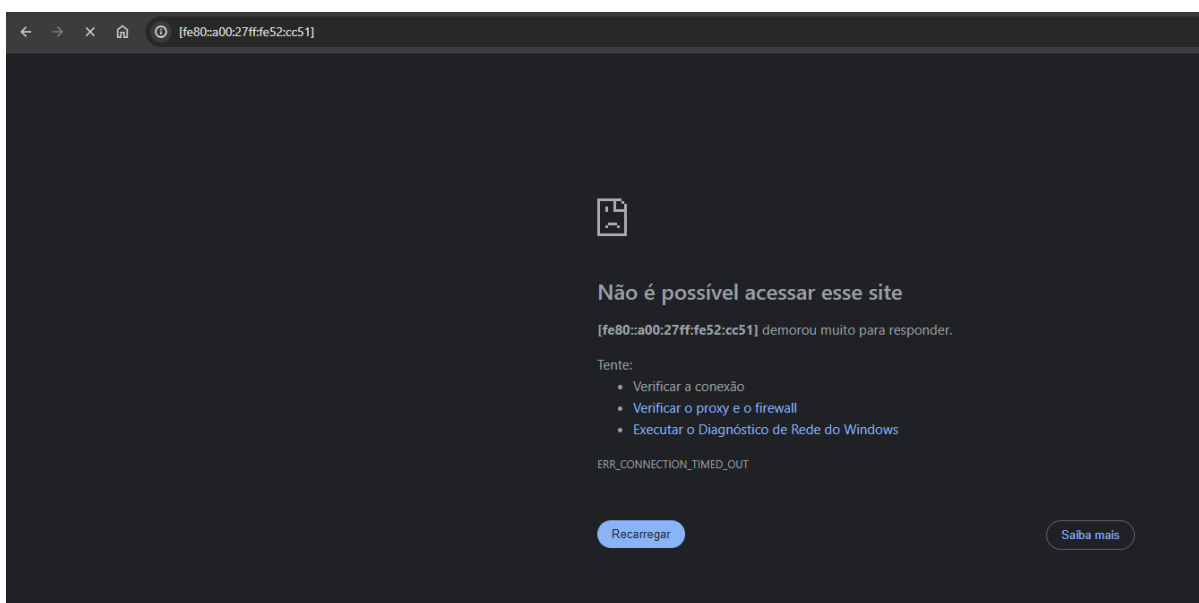 [fe80::a00:27ff:fe52:cc51]
Não é possível acessar esse site
[fe80::a00:27ff:fe52:cc51] demorou muito para responder.
Tente:
• Verificar a conexão
• Verificar o proxy e o firewall
• Executar o Diagnóstico de Rede do Windows
ERR_CONNECTION_TIMED_OUT
Recarregar
Saiba mais